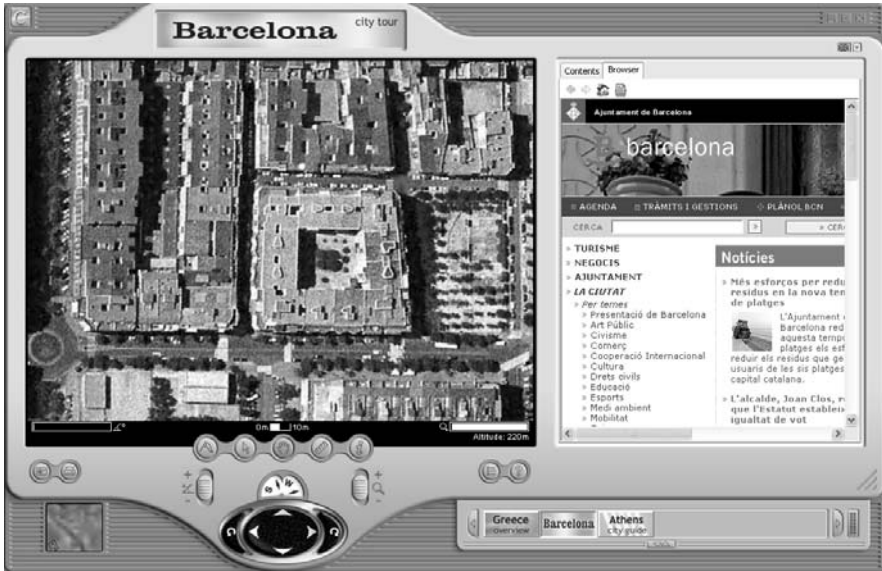 Barcelona
city tour
Contents
Browser
Ajuntament de Barcelona
barcelona
AGENDA
TRÀMITS I GESTIONS
PLÀNOL BCN
CERCA
» CER
» TURISME
» NEGOCIS
» AJUNTAMENT
» LA CIUTAT
» Per temes
» Presentació de Barcelona
» Art Públic
» Civisme
» Comerç
» Cooperació Internacional
» Cultura
» Drets civils
» Educació
» Esports
» Medi ambient
» Mobilitat
Notícies
» Més esforços per redu
residus en la nova tem
de platges
L'Ajuntament
Barcelona red
aquesta tempo
platges els esf
reduir els residus que ge
usuaris de les sis platges
capital catalana.
» L'alcalde, Joan Clos, r
que l'Estatut establei
igualtat de vot
0m
10m
Altitude: 220m
S
W
Greece
overview
Barcelona
Athens
city guide